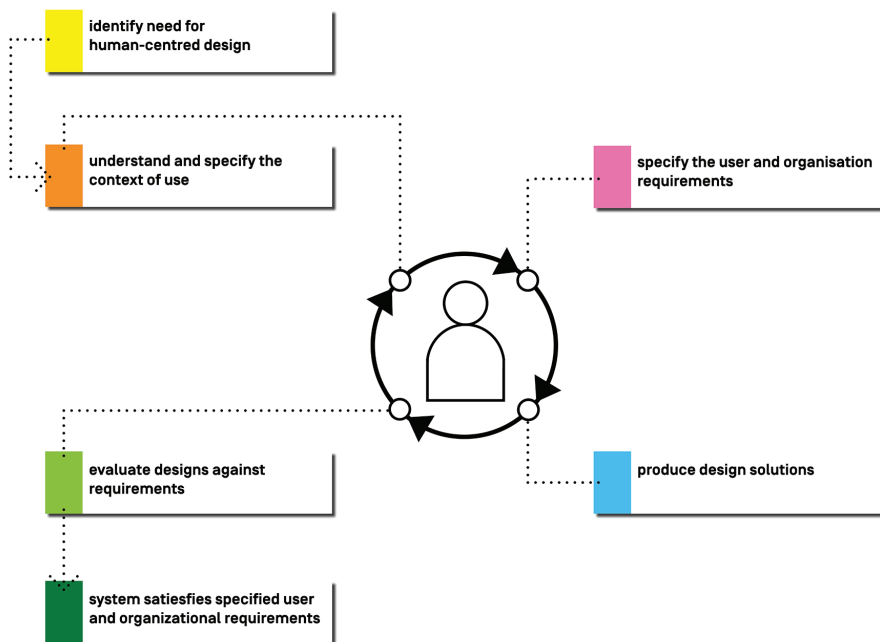 identify need for
human-centred design
understand and specify the
context of use
specify the user and organisation
requirements
evaluate designs against
requirements
produce design solutions
system satiesfies specified user
and organizational requirements